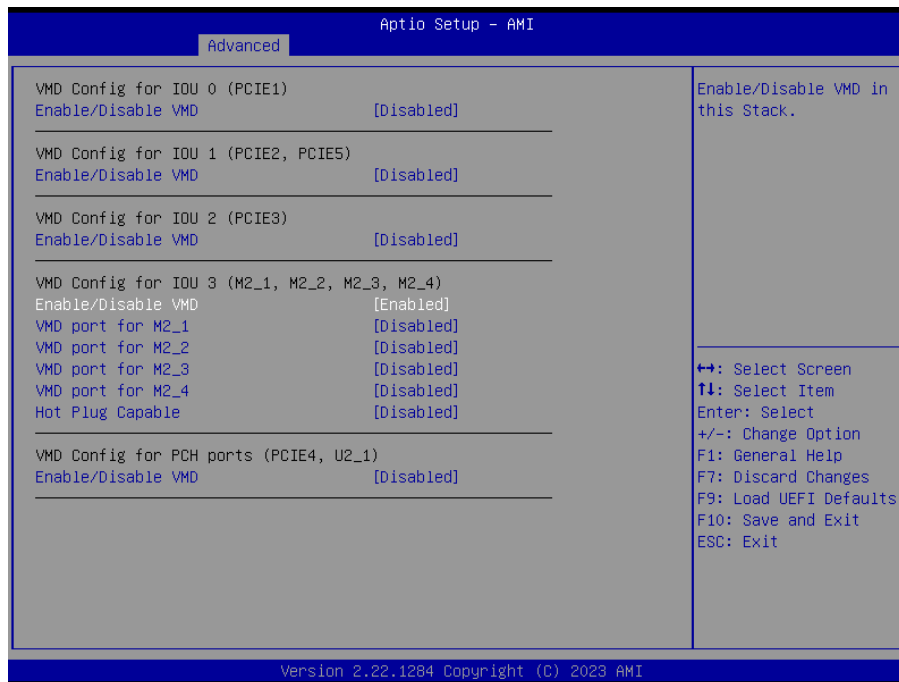 Aptio Setup – AMI
Advanced
VMD Config for IOU 0 (PCIE1)
Enable/Disable VMD [Disabled]
VMD Config for IOU 1 (PCIE2, PCIE5)
Enable/Disable VMD [Disabled]
VMD Config for IOU 2 (PCIE3)
Enable/Disable VMD [Disabled]
VMD Config for IOU 3 (M2_1, M2_2, M2_3, M2_4)
Enable/Disable VMD [Enabled]
VMD port for M2_1 [Disabled]
VMD port for M2_2 [Disabled]
VMD port for M2_3 [Disabled]
VMD port for M2_4 [Disabled]
Hot Plug Capable [Disabled]
VMD Config for PCH ports (PCIE4, U2_1)
Enable/Disable VMD [Disabled]
Enable/Disable VMD in
this Stack.
↔: Select Screen
↑↓: Select Item
Enter: Select
+/-: Change Option
F1: General Help
F7: Discard Changes
F9: Load UEFI Defaults
F10: Save and Exit
ESC: Exit
Version 2.22.1284 Copyright (C) 2023 AMI